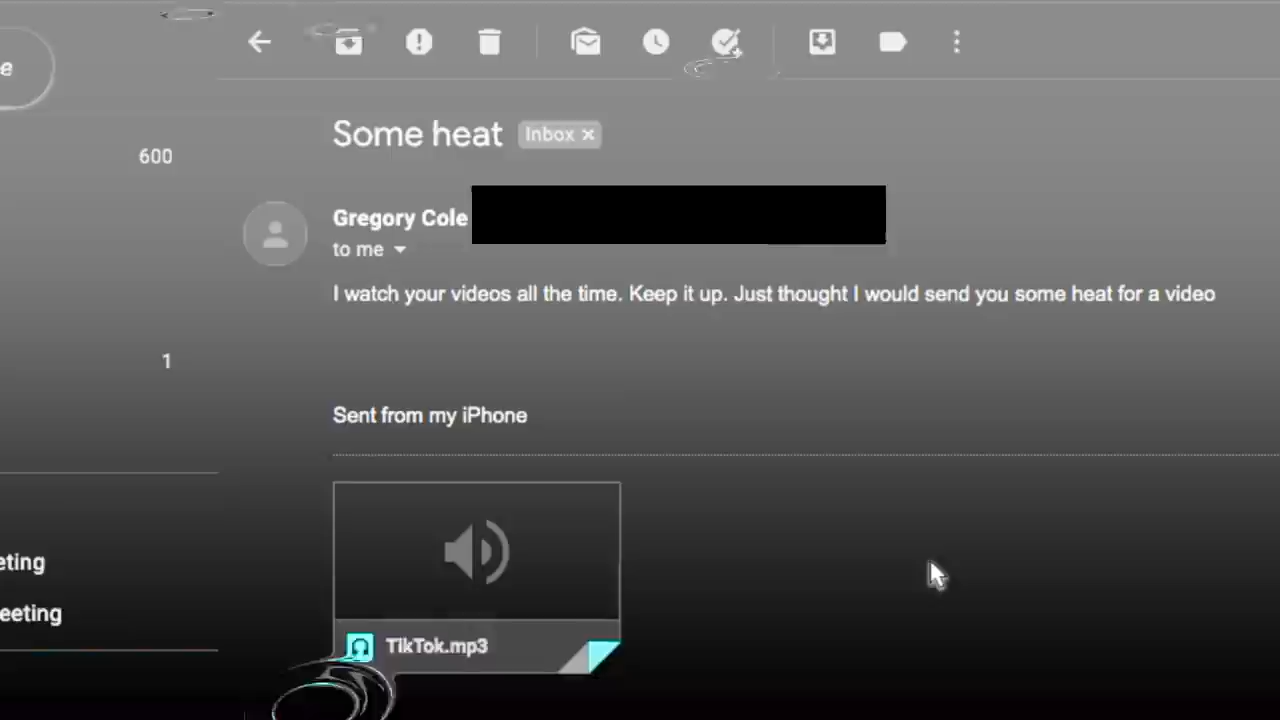 e
Some heat Inbox ×
600
Gregory Cole
to me
I watch your videos all the time. Keep it up. Just thought I would send you some heat for a video
1
Sent from my iPhone
eting
eeting
TikTok.mp3